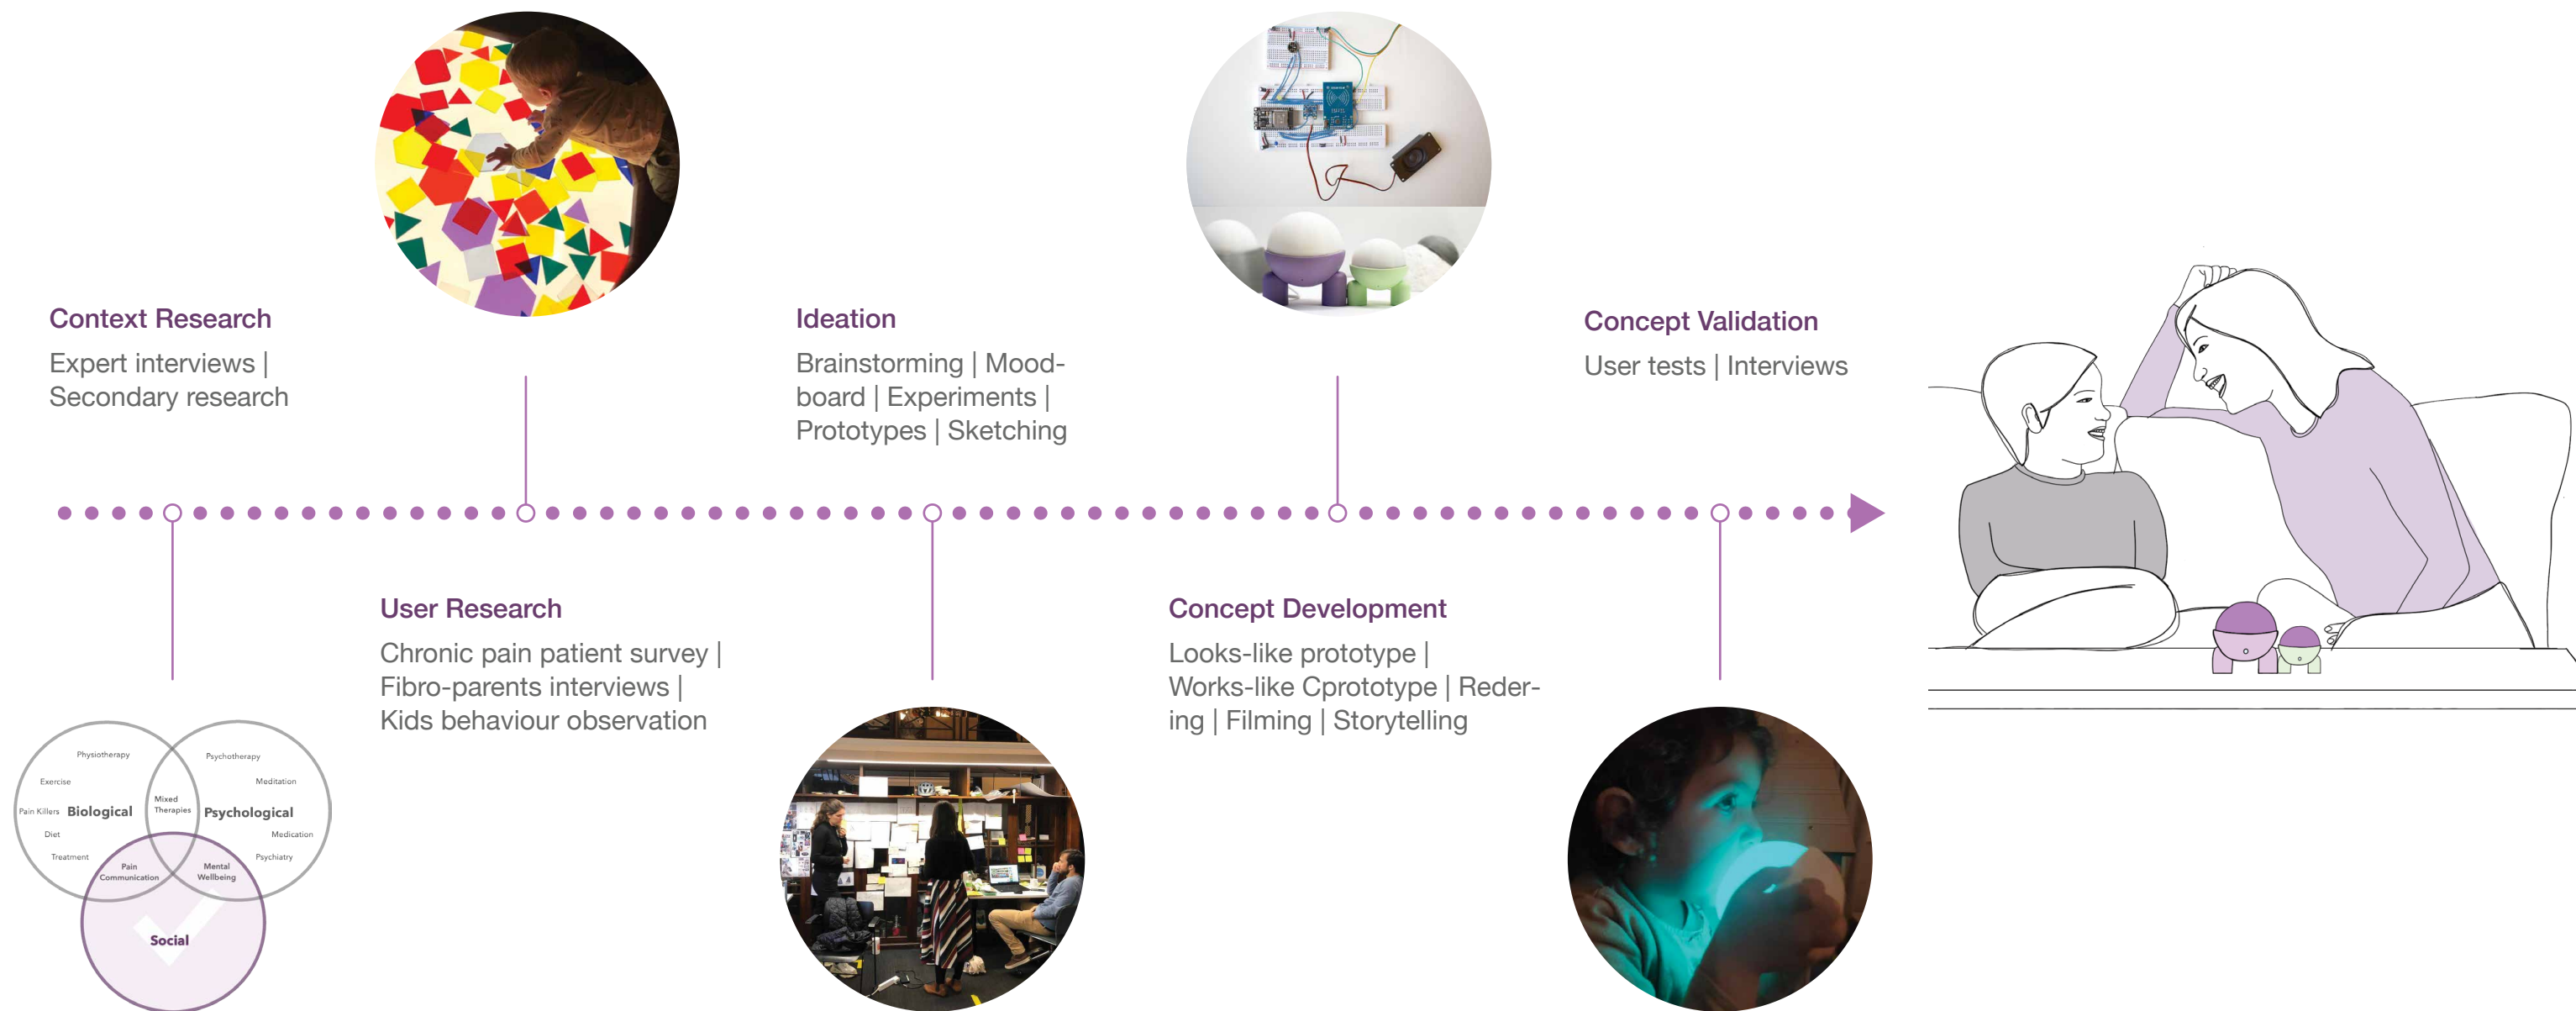 Context Research
Expert interviews |
Secondary research
User Research
Chronic pain patient survey |
Fibro-parents interviews |
Kids behaviour observation
Ideation
Brainstorming | Mood-
board | Experiments |
Prototypes | Sketching
Concept Development
Looks-like prototype |
Works-like Cprototype | Reder-
ing | Filming | Storytelling
Concept Validation
User tests | Interviews
Physiotherapy
Exercise
Pain Killers
Biological
Diet
Treatment
Mixed
Therapies
Psychotherapy
Meditation
Psychological
Medication
Psychiatry
Pain
Communication
Mental
Wellbeing
Social